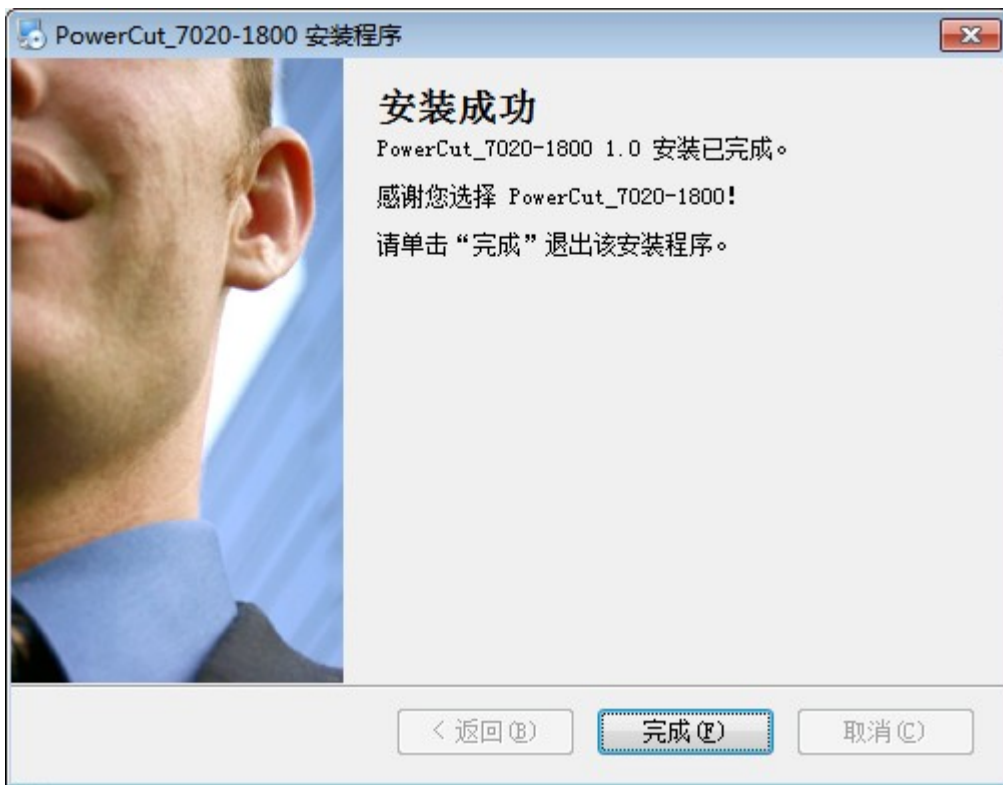 PowerCut_7020-1800 安装程序
安装成功
PowerCut_7020-1800 1.0 安装已完成。
感谢您选择 PowerCut_7020-1800!
请单击“完成”退出该安装程序。
< 返回(B)
完成(F)
取消(C)